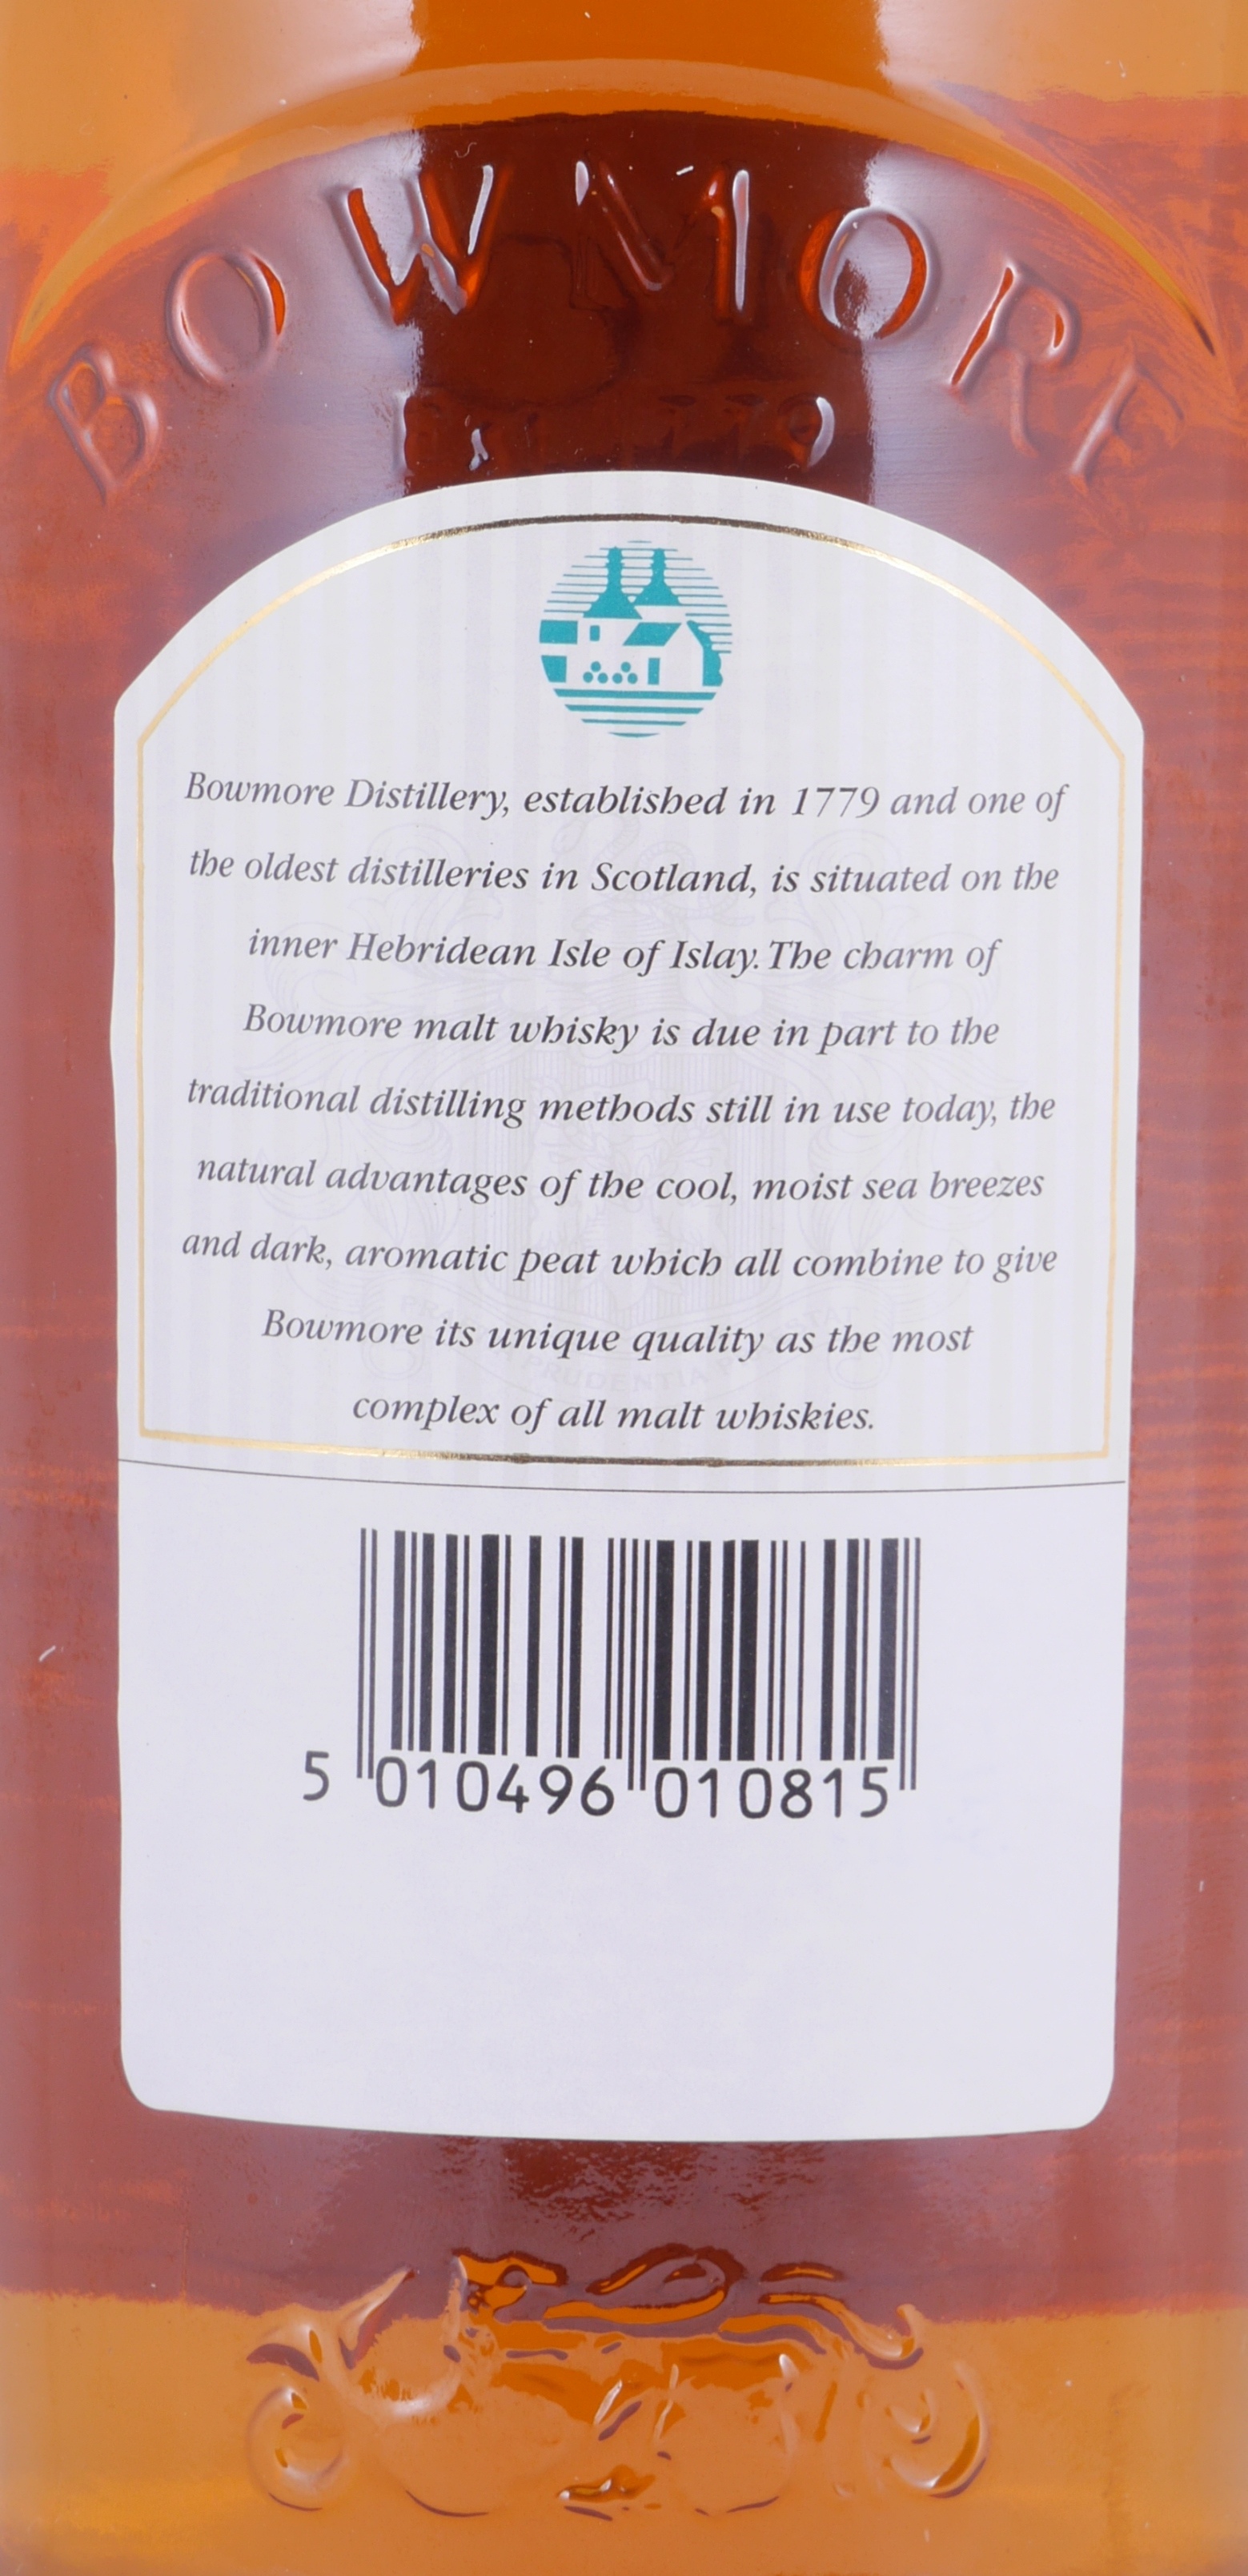 BOWMORE
Bowmore Distillery, established in 1779 and one of
the oldest distilleries in Scotland, is situated on the
inner Hebridean Isle of Islay. The charm of
Bowmore malt whisky is due in part to the
traditional distilling methods still in use today, the
natural advantages of the cool, moist sea breezes
and dark, aromatic peat which all combine to give
Bowmore its unique quality as the most
complex of all malt whiskies.
5 010496 010815